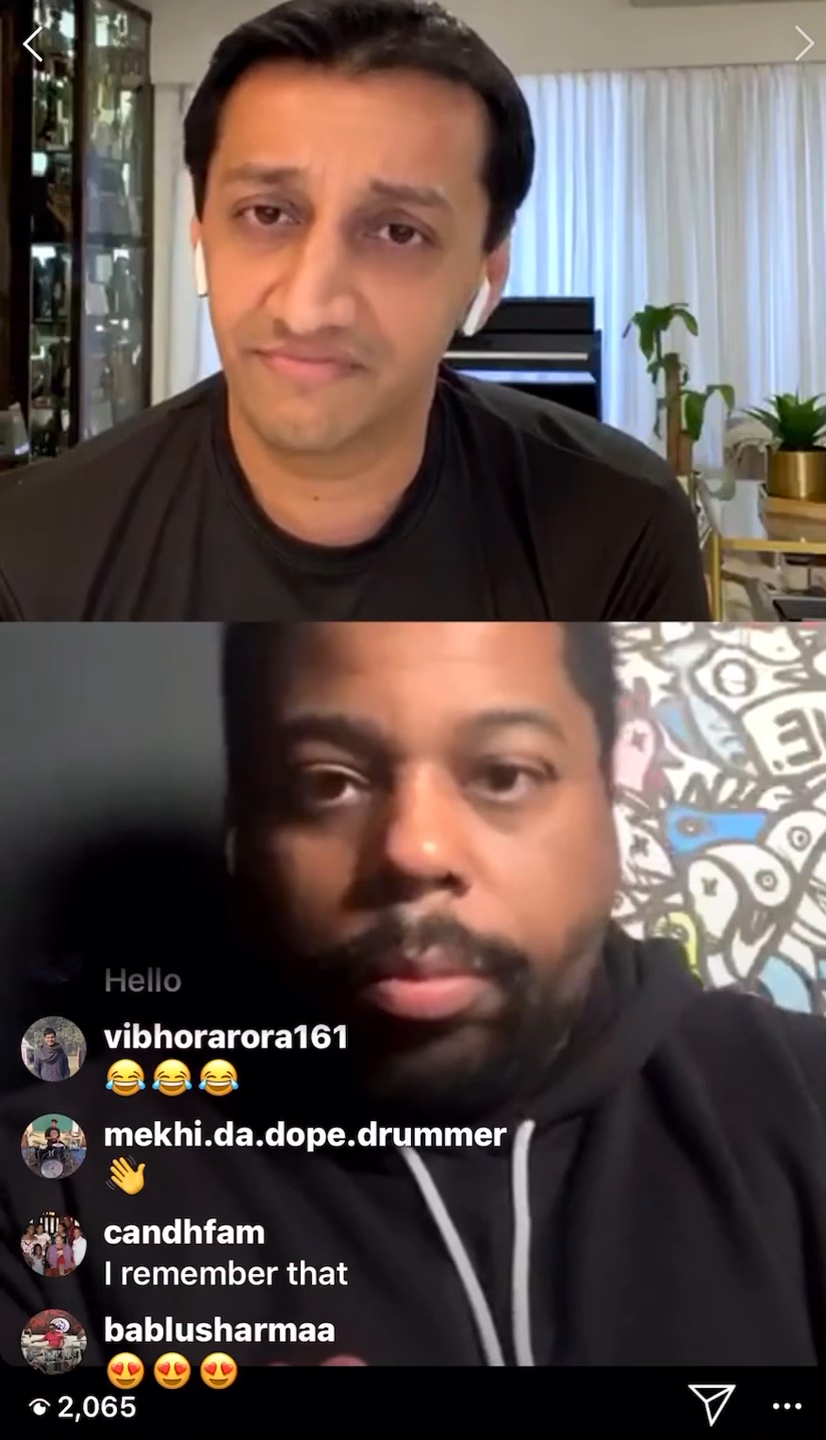 Hello
vibhorarora161
😂😂😂
mekhi.da.dope.drummer
👋
candhfam
I remember that
bablusharmaa
😍😍😍
2,065